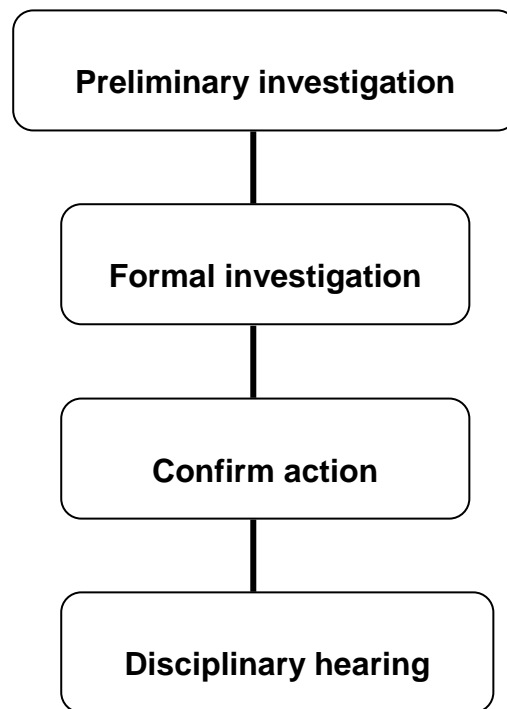 Preliminary investigation
Formal investigation
Confirm action
Disciplinary hearing